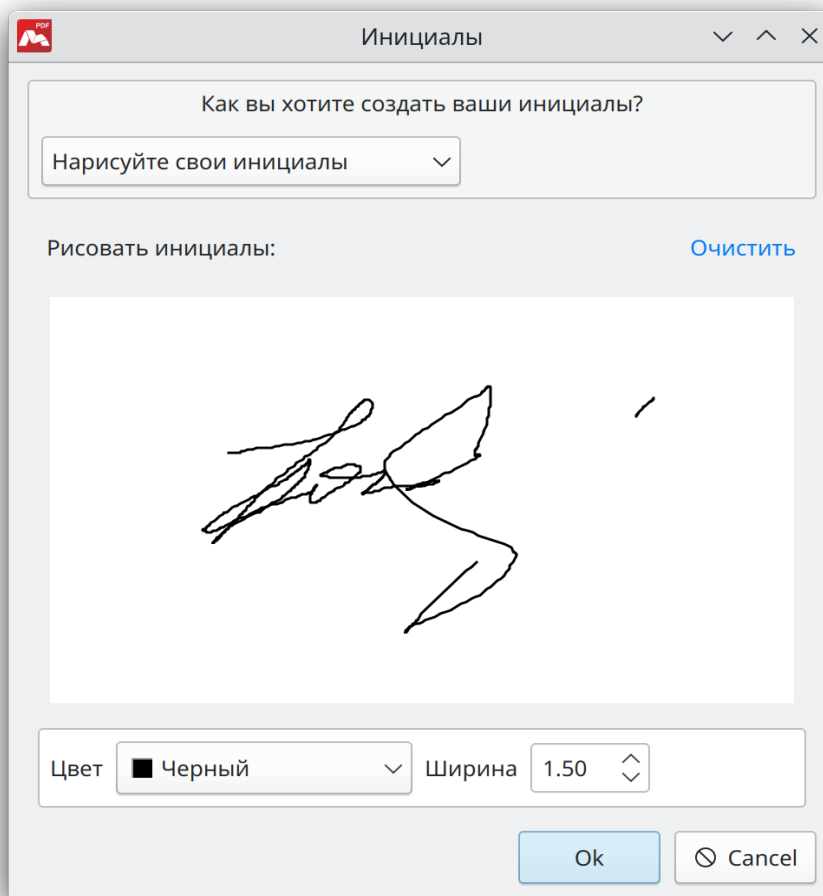 PDF
Инициалы
Как вы хотите создать ваши инициалы?
Нарисуйте свои инициалы
Рисовать инициалы:
Очистить
Цвет
Черный
Ширина
1.50
Ok
Cancel